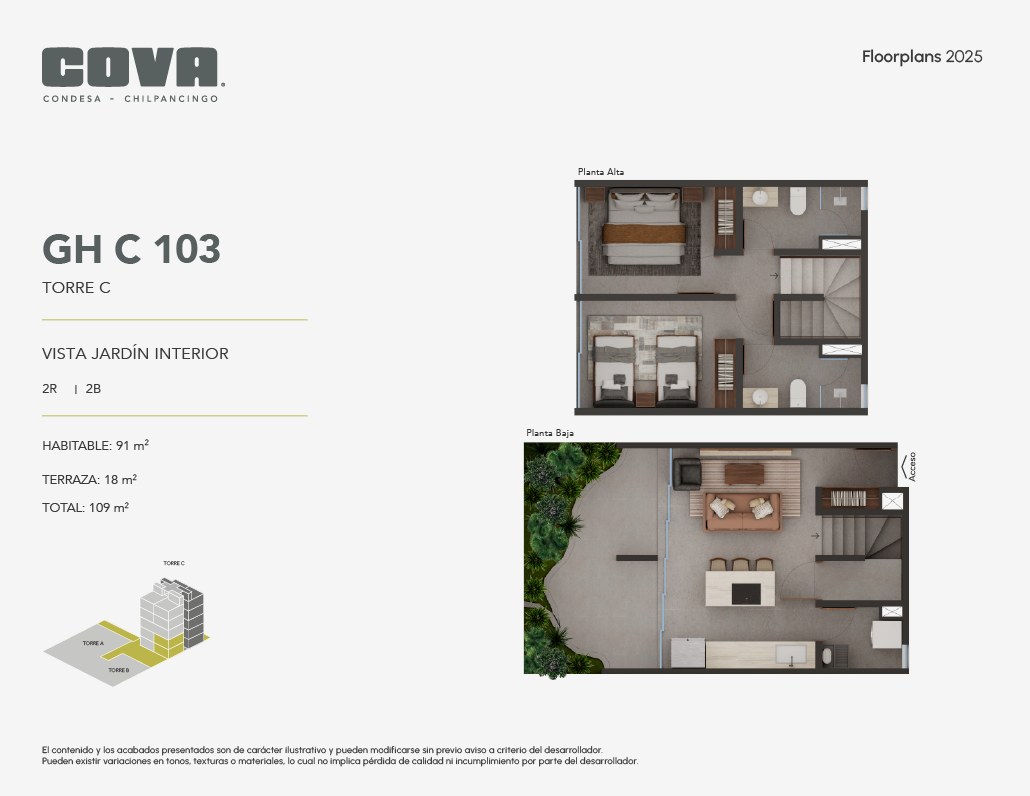 COVA.
CONDESA - CHILPANCINGO
Floorplans 2025
GH C 103
TORRE C
VISTA JARDÍN INTERIOR
2R | 2B
HABITABLE: 91 m²
TERRAZA: 18 m²
TOTAL: 109 m²
TORRE C
TORRE A
TORRE B
Planta Alta
Planta Baja
Acceso
El contenido y los acabados presentados son de carácter ilustrativo y pueden modificarse sin previo aviso a criterio del desarrollador.
Pueden existir variaciones en tonos, texturas o materiales, lo cual no implica pérdida de calidad ni incumplimiento por parte del desarrollador.